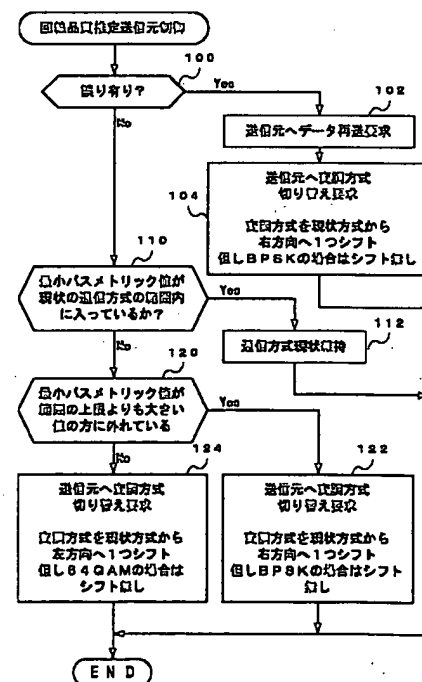 回線品質推定送信元
100
誤り有り？
Yes
No
102
送信元へデータ再送要求
104
送信元へ変調方式
切り替え要求
変調方式を現状方式から
右方向へ１つシフト
但しＢＰＳＫの場合はシフト無し
110
最小パスメトリック値が
現状の通信方式の範囲内
に入っているか？
Yes
No
112
通信方式現状維持
120
最小パスメトリック値が
範囲の上限よりも大きい
値の方に外れている
Yes
No
124
送信元へ変調方式
切り替え要求
変調方式を現状方式から
左方向へ１つシフト
但し６４ＱＡＭの場合は
シフト無し
122
送信元へ変調方式
切り替え要求
変調方式を現状方式から
右方向へ１つシフト
但しＢＰＳＫの場合はシフト
無し
ＥＮＤ